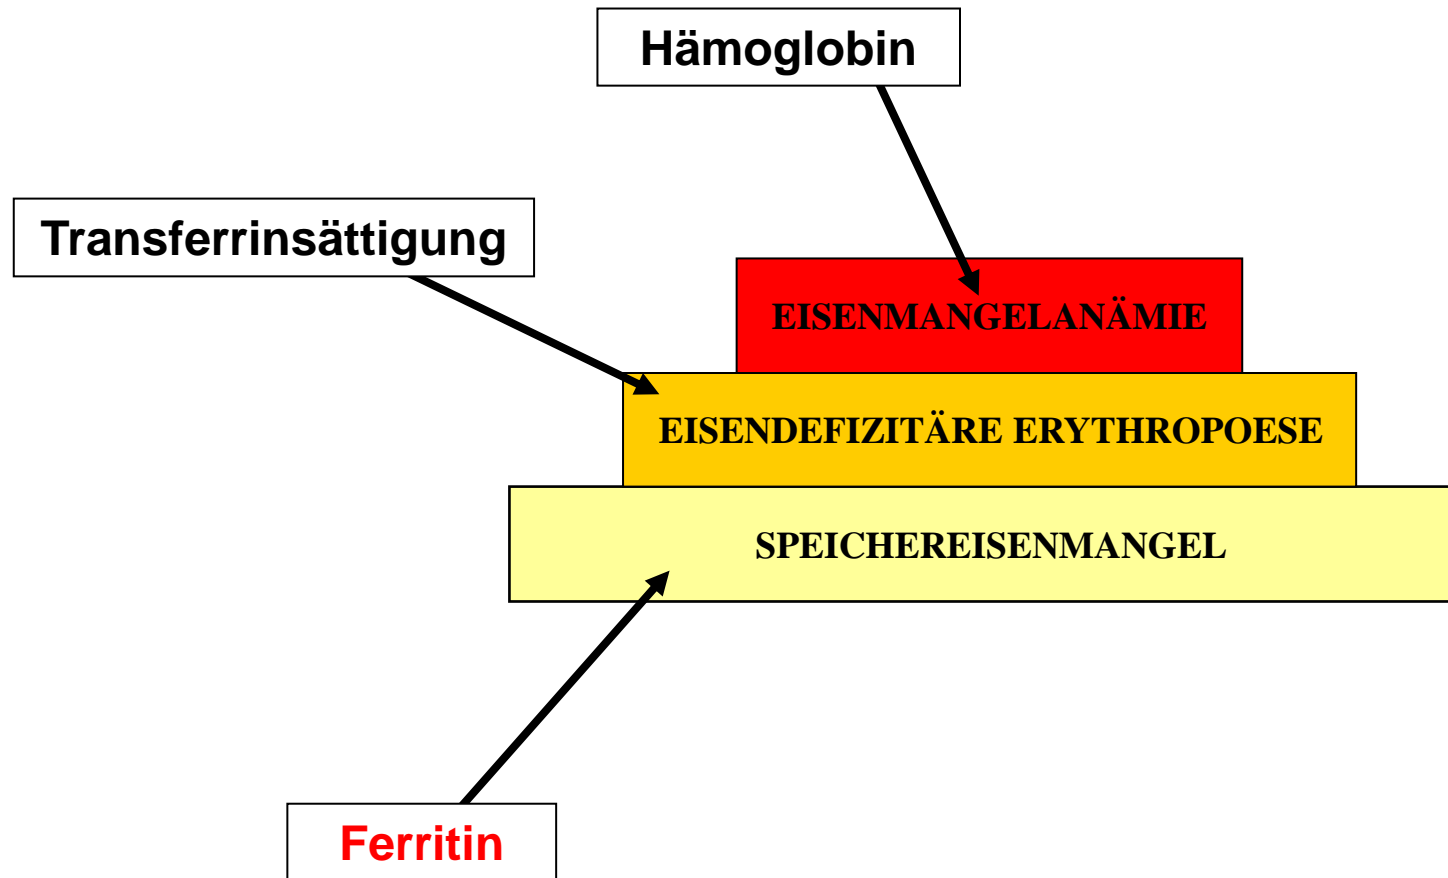 Hämoglobin
Transferrinsättigung
EISENMANGELANÄMIE
EISENDEFIZITÄRE ERYTHROPOESE
SPEICHEREISENMANGEL
Ferritin